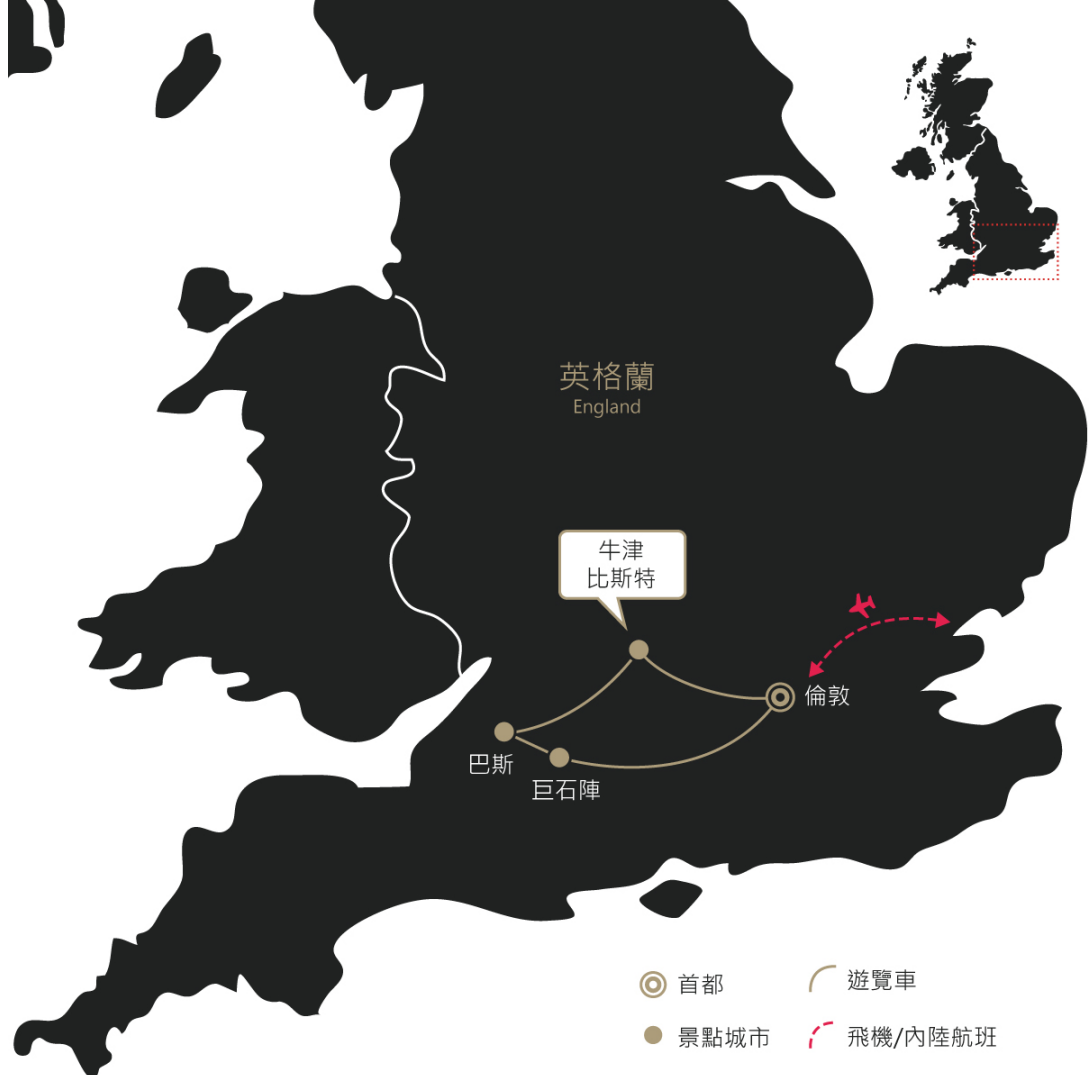 英格蘭
England
牛津
比斯特
倫敦
巴斯
巨石陣
首都
遊覽車
景點城市
飛機/內陸航班